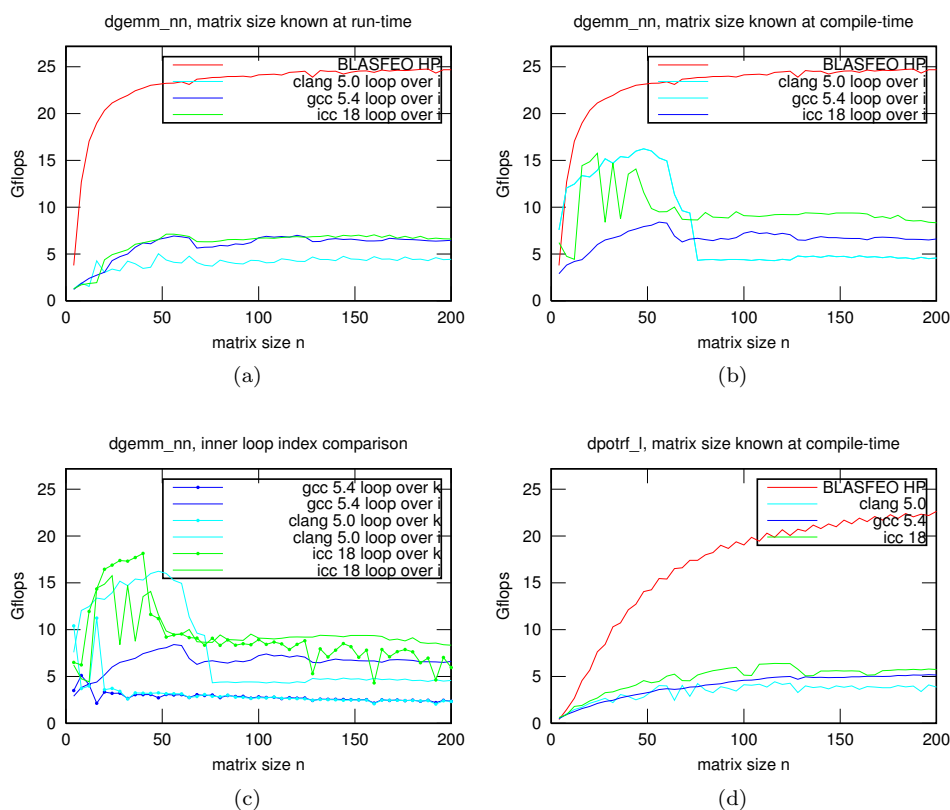 dgemm_nn, matrix size known at run-time
BLASFEO HP
clang 5.0 loop over i
gcc 5.4 loop over i
icc 18 loop over i
25
20
15
10
5
0
Gflops
0 50 100 150 200
matrix size n
(a)
dgemm_nn, matrix size known at compile-time
BLASFEO HP
clang 5.0 loop over i
gcc 5.4 loop over i
icc 18 loop over i
25
20
15
10
5
0
Gflops
0 50 100 150 200
matrix size n
(b)
dgemm_nn, inner loop index comparison
gcc 5.4 loop over k
gcc 5.4 loop over i
clang 5.0 loop over k
clang 5.0 loop over i
icc 18 loop over k
icc 18 loop over i
25
20
15
10
5
0
Gflops
0 50 100 150 200
matrix size n
(c)
dpotrf_l, matrix size known at compile-time
BLASFEO HP
clang 5.0
gcc 5.4
icc 18
25
20
15
10
5
0
Gflops
0 50 100 150 200
matrix size n
(d)